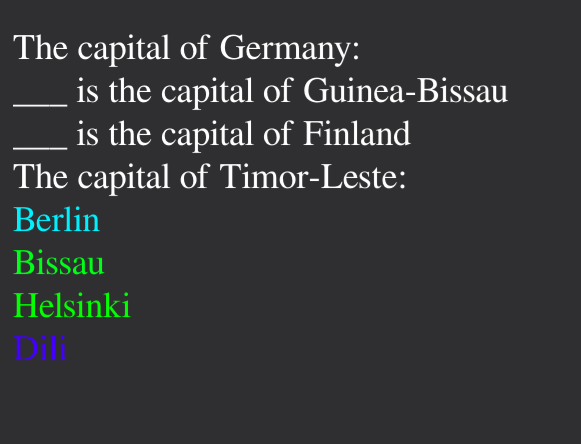 The capital of Germany:
___ is the capital of Guinea-Bissau
___ is the capital of Finland
The capital of Timor-Leste:
Berlin
Bissau
Helsinki
Dili